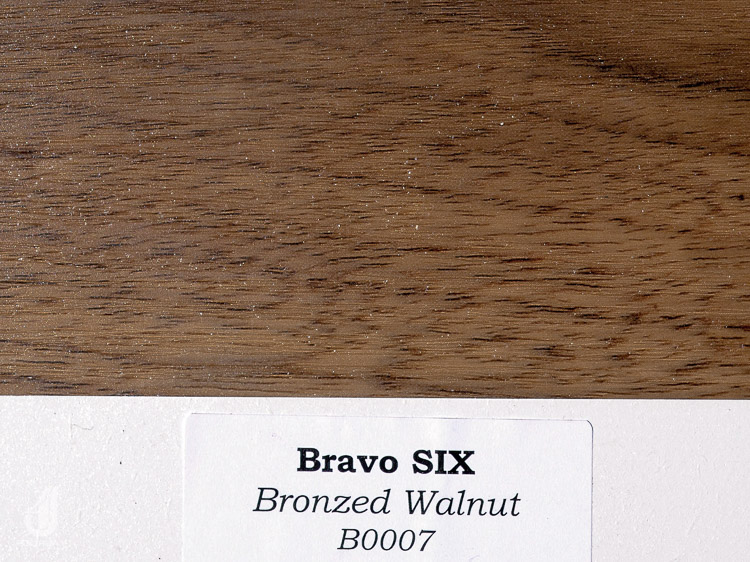 Bravo SIX
Bronzed Walnut
B0007